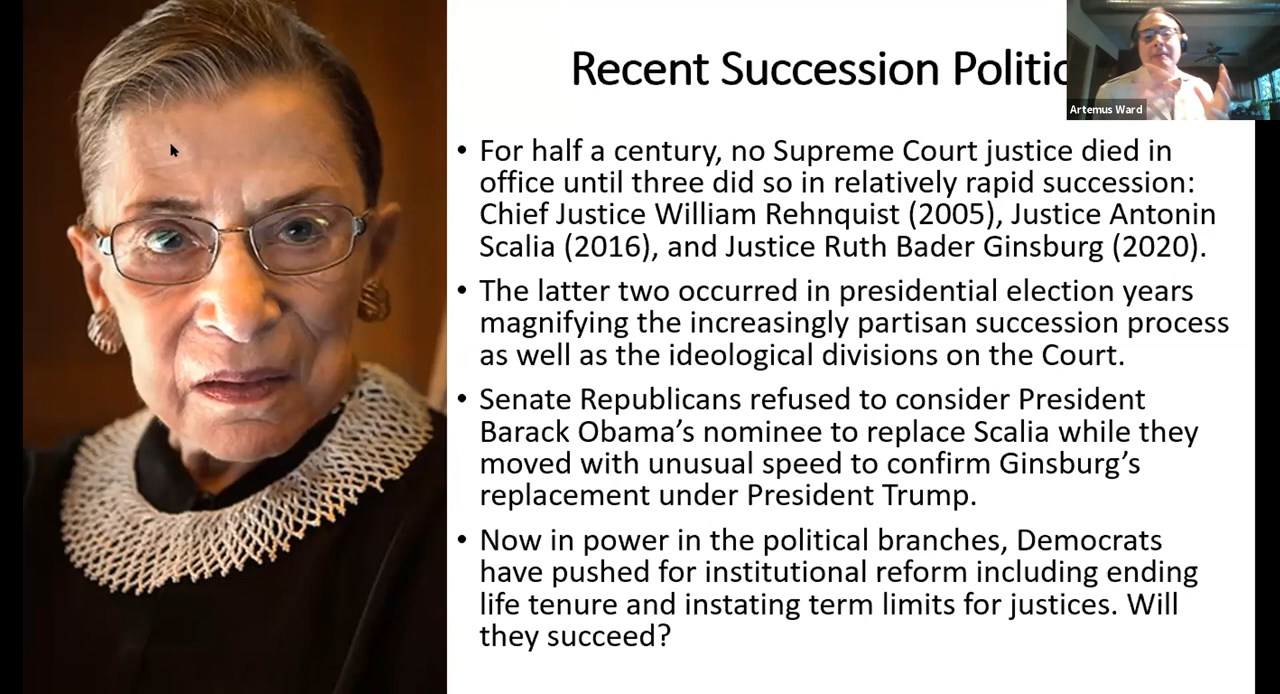 Recent Succession Politic
Artemus Ward
• For half a century, no Supreme Court justice died in
office until three did so in relatively rapid succession:
Chief Justice William Rehnquist (2005), Justice Antonin
Scalia (2016), and Justice Ruth Bader Ginsburg (2020).
• The latter two occurred in presidential election years
magnifying the increasingly partisan succession process
as well as the ideological divisions on the Court.
• Senate Republicans refused to consider President
Barack Obama’s nominee to replace Scalia while they
moved with unusual speed to confirm Ginsburg’s
replacement under President Trump.
• Now in power in the political branches, Democrats
have pushed for institutional reform including ending
life tenure and instating term limits for justices. Will
they succeed?